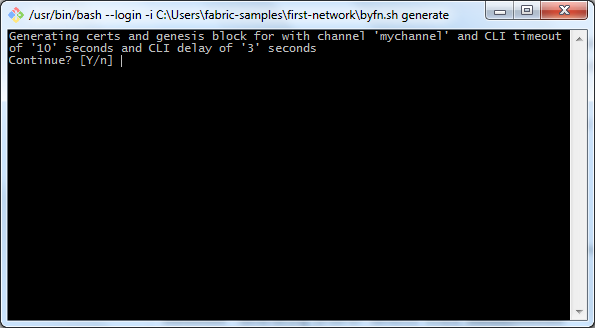 /usr/bin/bash --login -i C:\Users\fabric-samples\first-network\byfn.sh generate
Generating certs and genesis block for with channel 'mychannel' and CLI timeout
of '10' seconds and CLI delay of '3' seconds
Continue? [Y/n]